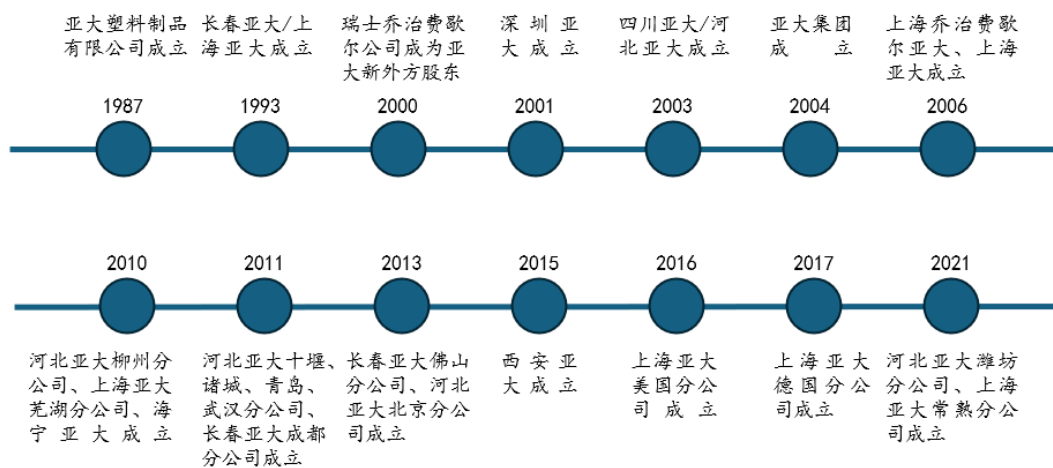 亚大塑料制品
有限公司成立
长春亚大/上
海亚大成立
瑞士乔治费歇
尔公司成为亚
大新外方股东
深圳亚
大成立
四川亚大/河
北亚大成立
亚大集团
成立
上海乔治费歇
尔亚大、上海
亚大成立
1987
1993
2000
2001
2003
2004
2006
2010
2011
2013
2015
2016
2017
2021
河北亚大柳州分
公司、上海亚大
芜湖分公司、海
宁亚大成立
河北亚大十堰、
诸城、青岛、
武汉分公司、
长春亚大成都
分公司成立
长春亚大佛山
分公司、河北
亚大北京分公
司成立
西安亚
大成立
上海亚大
美国分公
司成立
上海亚大
德国分公
司成立
河北亚大潍坊
分公司、上海
亚大常熟分公
司成立